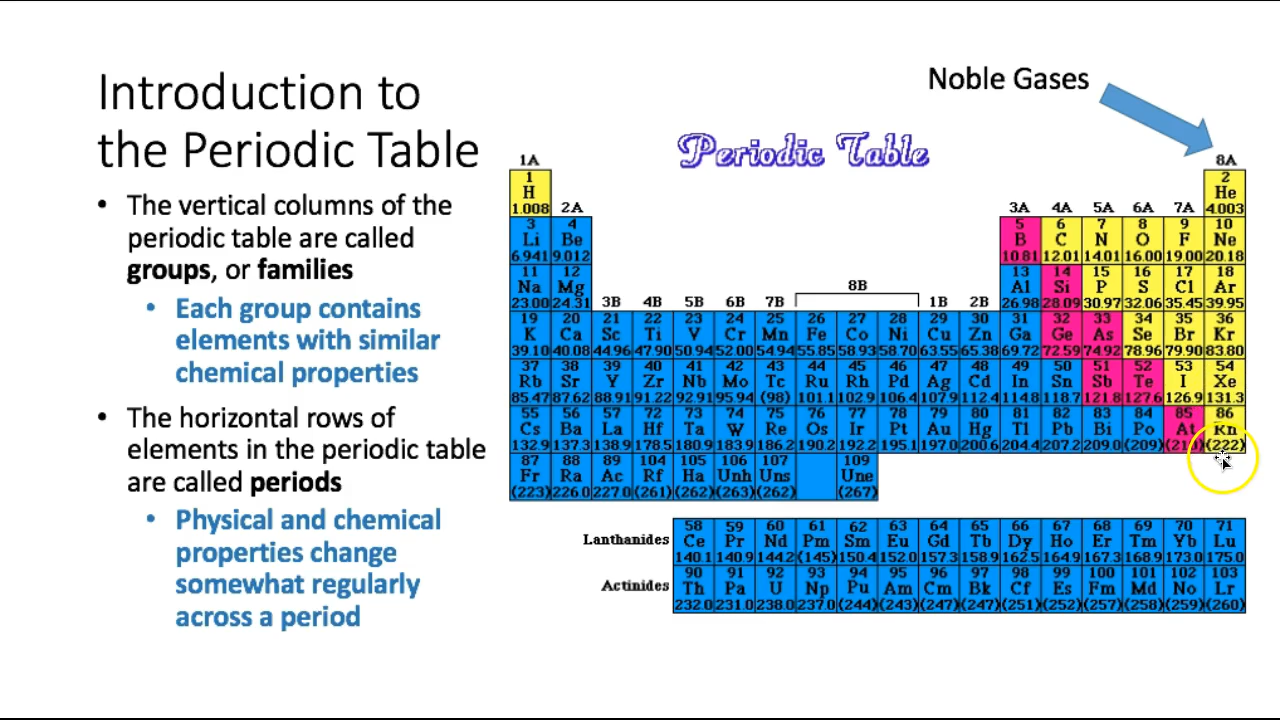 Introduction to
the Periodic Table
• The vertical columns of the
periodic table are called
groups, or families
• Each group contains
elements with similar
chemical properties
• The horizontal rows of
elements in the periodic table
are called periods
• Physical and chemical
properties change
somewhat regularly
across a period
Noble Gases
Periodic Table
1A 8A
1 2
H He
1.008 2A 3A 4A 5A 6A 7A 4.003
3 4 5 6 7 8 9 10
Li Be B C N O F Ne
6.941 9.012 10.81 12.01 14.01 16.00 19.00 20.18
11 12 13 14 15 16 17 18
Na Mg 8B Al Si P S Cl Ar
23.00 24.31 3B 4B 5B 6B 7B 1B 2B 26.98 28.09 30.97 32.06 35.45 39.95
19 20 21 22 23 24 25 26 27 28 29 30 31 32 33 34 35 36
K Ca Sc Ti V Cr Mn Fe Co Ni Cu Zn Ga Ge As Se Br Kr
39.10 40.08 44.96 47.90 50.94 52.00 54.94 55.85 58.93 58.70 63.55 65.38 69.72 72.59 74.92 78.96 79.90 83.80
37 38 39 40 41 42 43 44 45 46 47 48 49 50 51 52 53 54
Rb Sr Y Zr Nb Mo Tc Ru Rh Pd Ag Cd In Sn Sb Te I Xe
85.47 87.62 88.91 91.22 92.91 95.94 (98) 101.1 102.9 106.4 107.9 112.4 114.8 118.7 121.8 127.6 126.9 131.3
55 56 57 72 73 74 75 76 77 78 79 80 81 82 83 84 85 86
Cs Ba La Hf Ta W Re Os Ir Pt Au Hg Tl Pb Bi Po At Rn
132.9 137.3 138.9 178.5 180.9 183.9 186.2 190.2 192.2 195.1 197.0 200.6 204.4 207.2 209.0 (209) (222)
87 88 89 104 105 106 107 109
Fr Ra Ac Rf Ha Unh Uns Une
(223) 226.0 227.0 (261) (262) (263) (262) (267)
58 59 60 61 62 63 64 65 66 67 68 69 70 71
Lanthanides Ce Pr Nd Pm Sm Eu Gd Tb Dy Ho Er Tm Yb Lu
140.1 140.9 144.2 (145) 150.4 152.0 157.3 158.9 162.5 164.9 167.3 168.9 173.0 175.0
90 91 92 93 94 95 96 97 98 99 100 101 102 103
Actinides Th Pa U Np Pu Am Cm Bk Cf Es Fm Md No Lr
232.0 231.0 238.0 237.0 (244) (243) (247) (247) (251) (252) (257) (258) (259) (260)